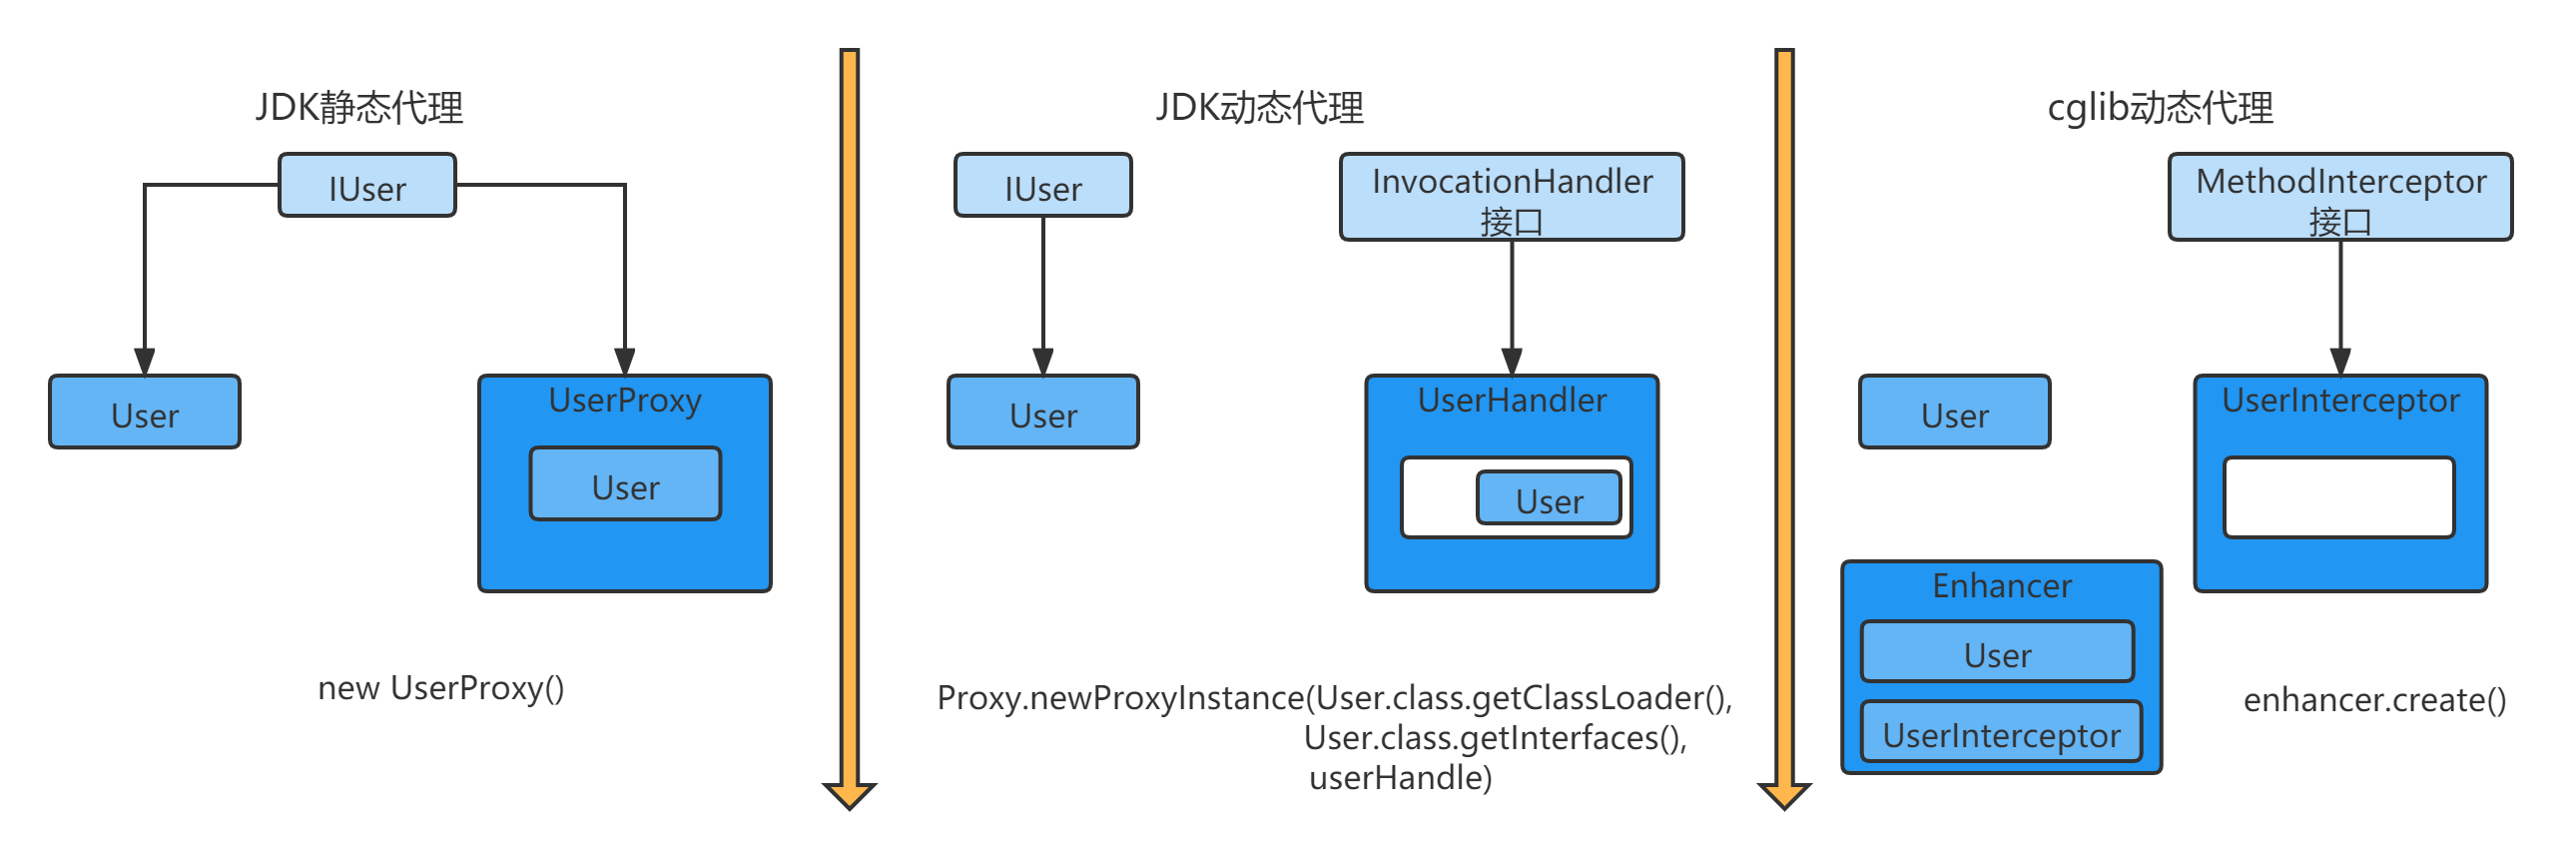 JDK静态代理
IUser
User
UserProxy
User
new UserProxy()
JDK动态代理
IUser
InvocationHandler
接口
User
UserHandler
User
Proxy.newProxyInstance(User.class.getClassLoader(),
User.class.getInterfaces(),
userHandle)
cglib动态代理
MethodInterceptor
接口
User
UserInterceptor
Enhancer
User
UserInterceptor
enhancer.create()